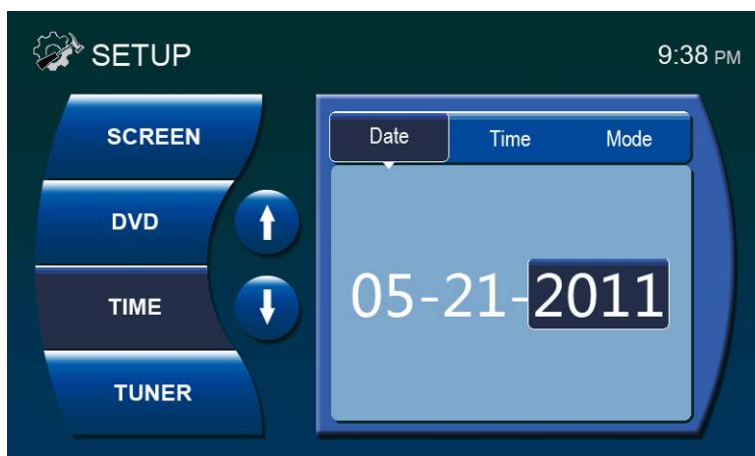 SETUP
9:38 PM
SCREEN
DVD
TIME
TUNER
Date Time Mode
05-21-2011